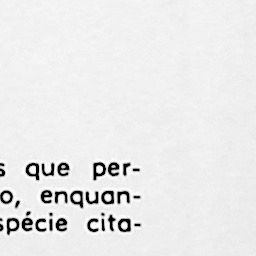 s que per-
o, enquan-
spécie cita-